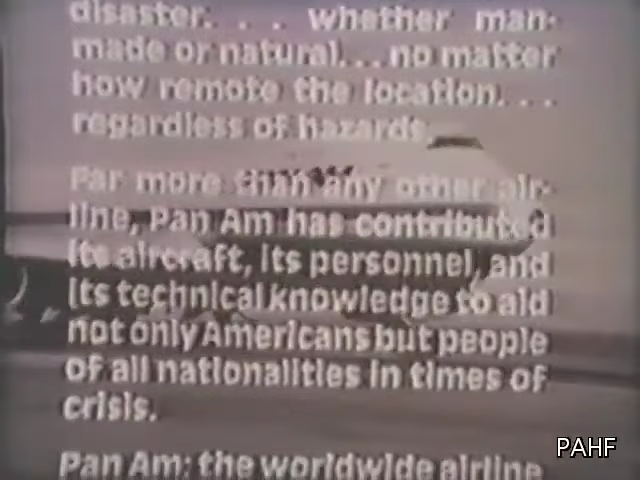 disaster. . . whether man-
made or natural. . . no matter
how remote the location. . .
regardless of hazards.
Far more than any other air-
line, Pan Am has contributed
its aircraft, its personnel, and
its technical knowledge to aid
not only Americans but people
of all nationalities in times of
crisis.
Pan Am: the worldwide airline
PAHF